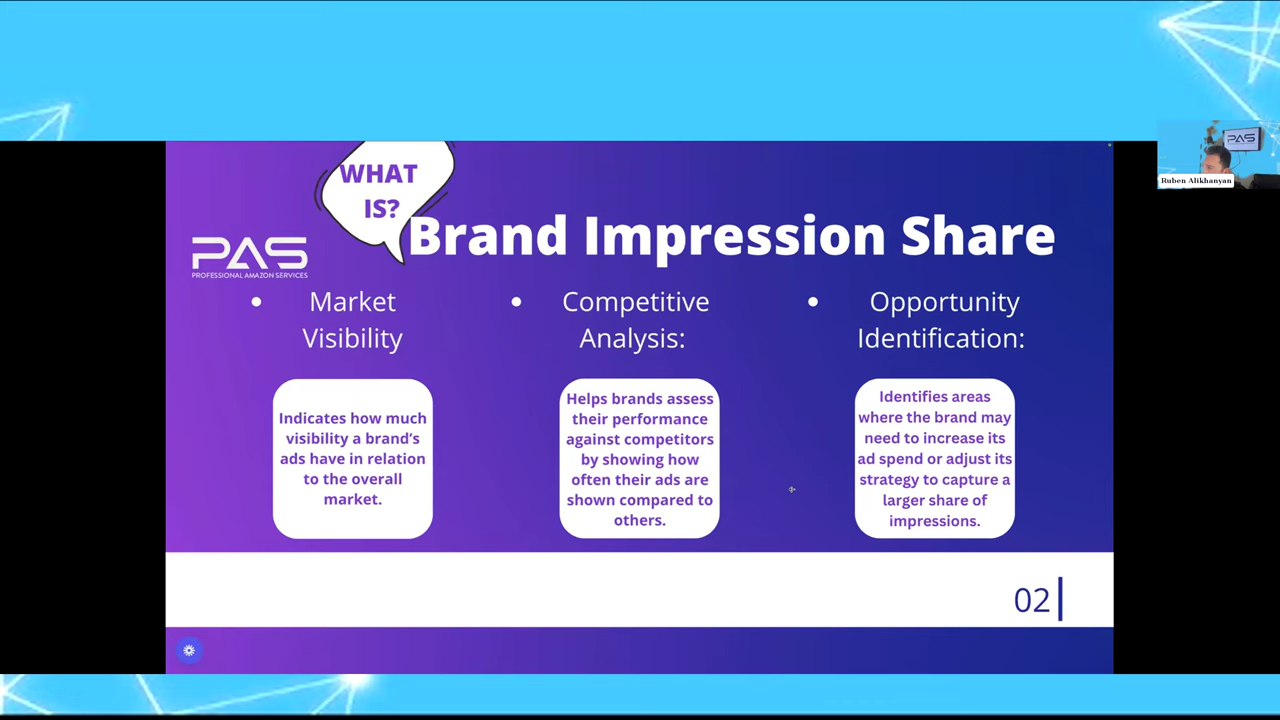 WHAT
IS?
Brand Impression Share
PAS
PROFESSIONAL AMAZON SERVICES
PAS
Ruben Alikhanyan
• Market
Visibility
Indicates how much
visibility a brand's
ads have in relation
to the overall
market.
• Competitive
Analysis:
Helps brands assess
their performance
against competitors
by showing how
often their ads are
shown compared to
others.
• Opportunity
Identification:
Identifies areas
where the brand may
need to increase its
ad spend or adjust its
strategy to capture a
larger share of
impressions.
02